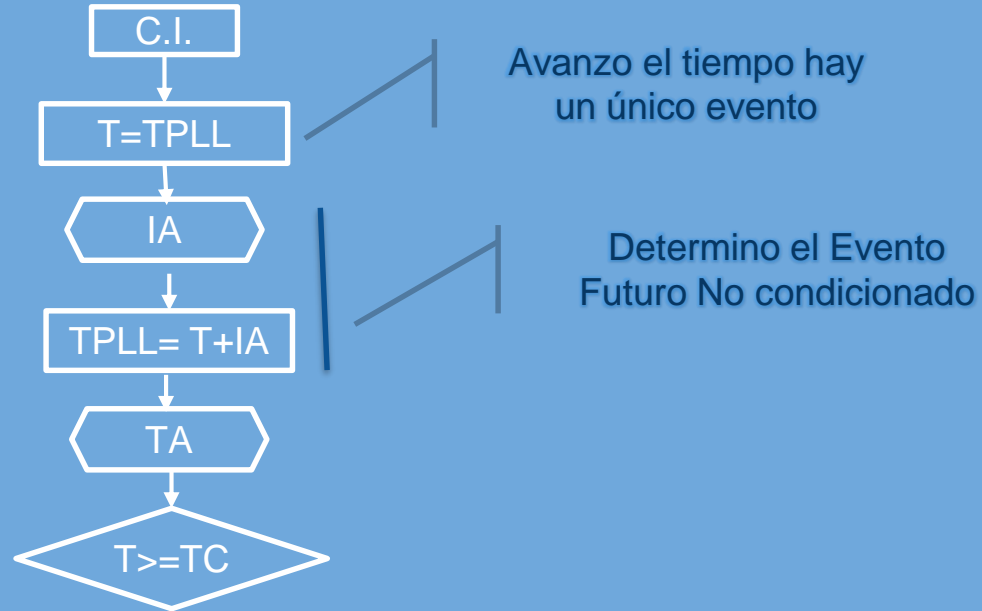 C.I.
Avanzo el tiempo hay
un único evento
T=TPLL
IA
Determino el Evento
Futuro No condicionado
TPLL= T+IA
TA
T>=TC